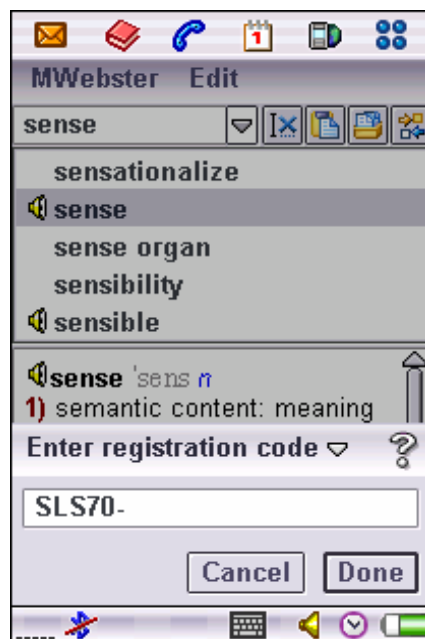 1
MWebster Edit
sense
sensationalize
sense
sense organ
sensibility
sensible
sense 'sens n
1) semantic content: meaning
Enter registration code
SLS70-
Cancel Done